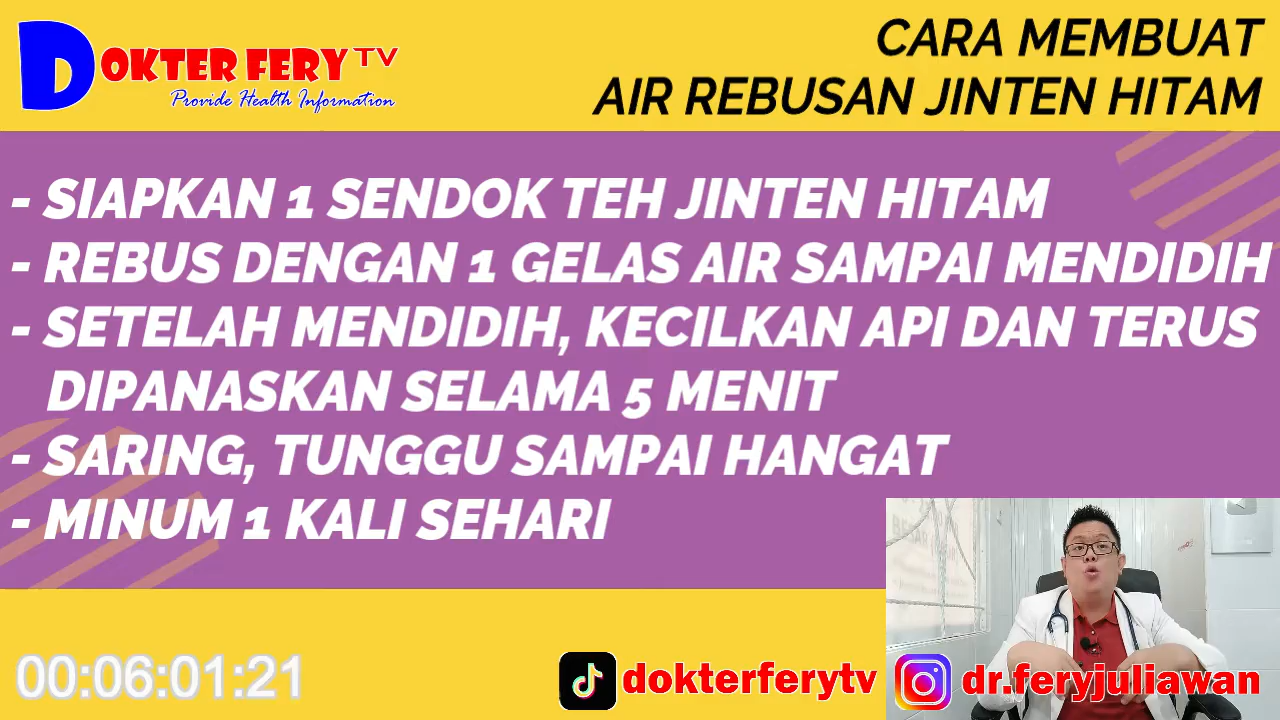 DOKTER FERY TV
Provide Health Information
CARA MEMBUAT
AIR REBUSAN JINTEN HITAM
- SIAPKAN 1 SENDOK TEH JINTEN HITAM
- REBUS DENGAN 1 GELAS AIR SAMPAI MENDIDIH
- SETELAH MENDIDIH, KECILKAN API DAN TERUS
DIPANASKAN SELAMA 5 MENIT
- SARING, TUNGGU SAMPAI HANGAT
- MINUM 1 KALI SEHARI
00:06:01:21
dokterferytv
dr.feryjuliawan